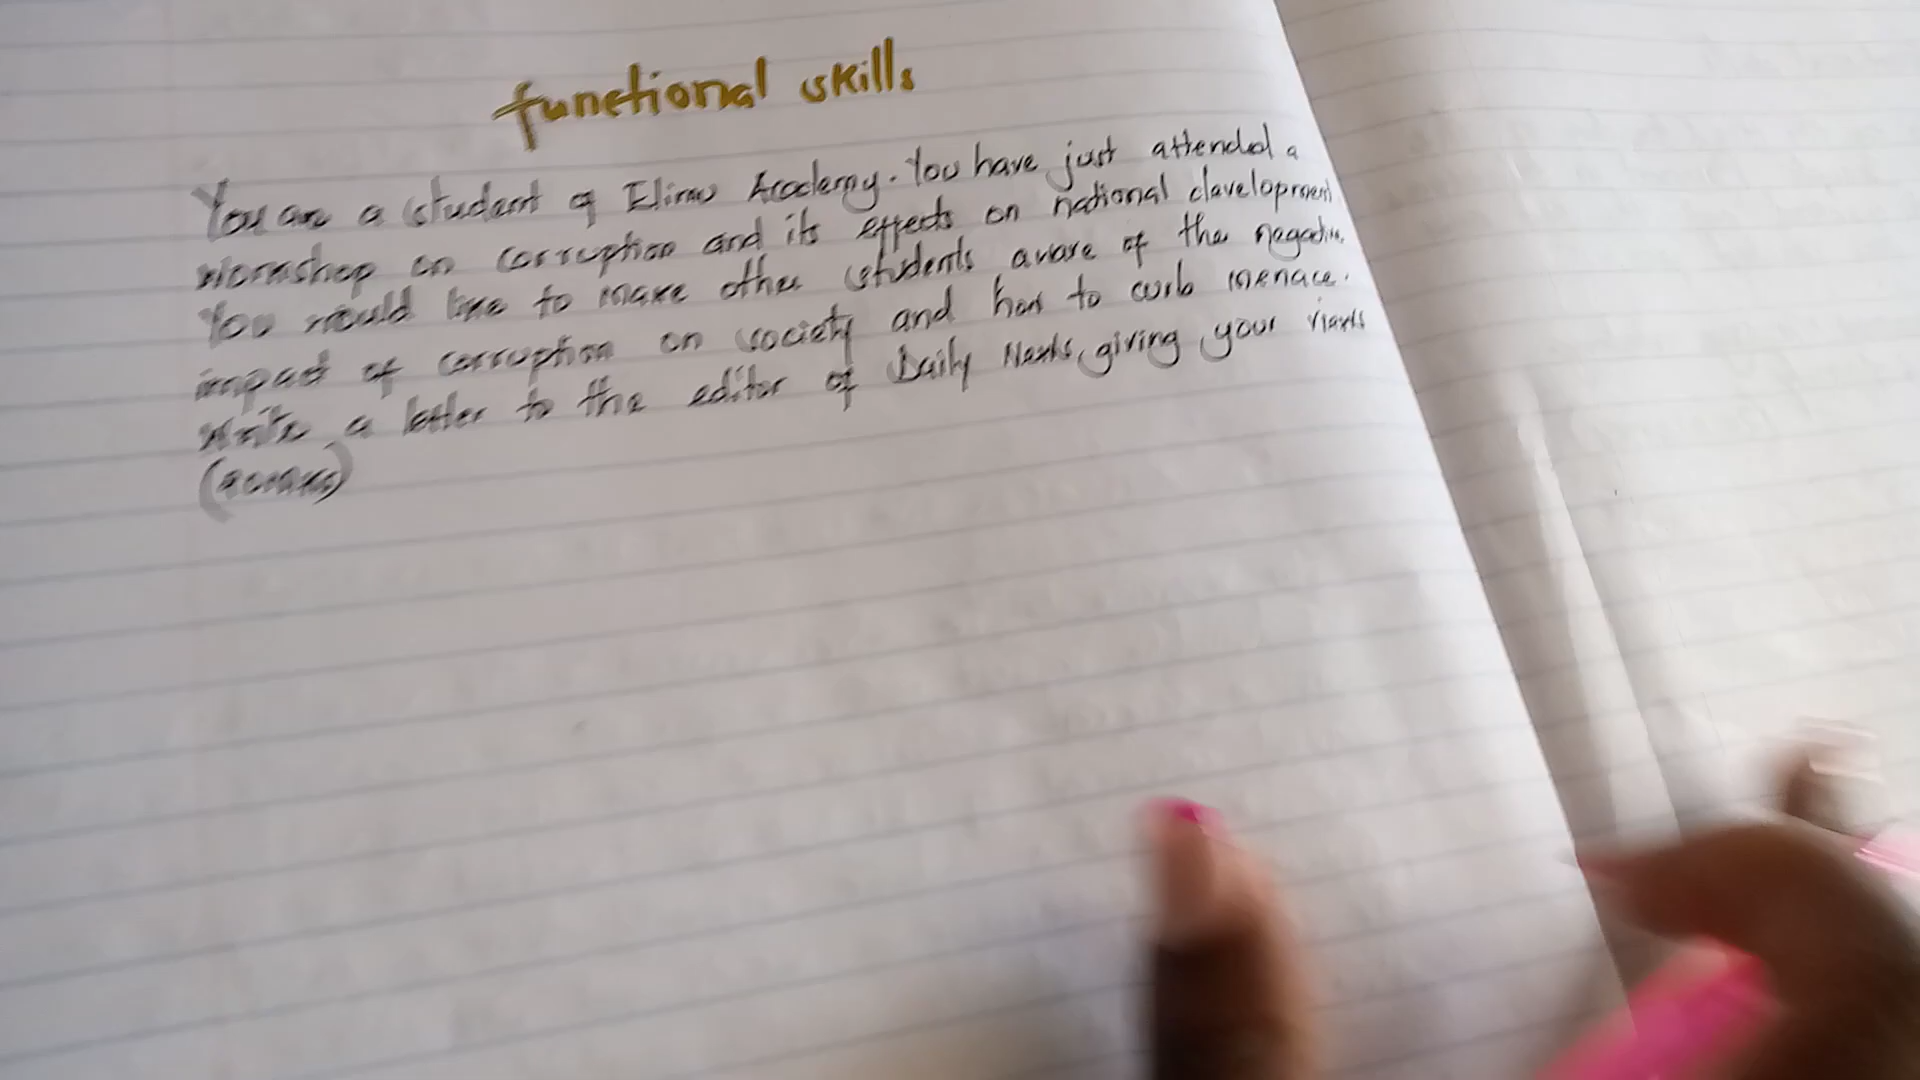 functional skills
You are a student of Elimu Academy. You have just attended a
workshop on corruption and its effects on national development
You would like to make other students aware of the negative
impact of corruption on society and how to curb menace.
Write a letter to the editor of Daily News, giving your views